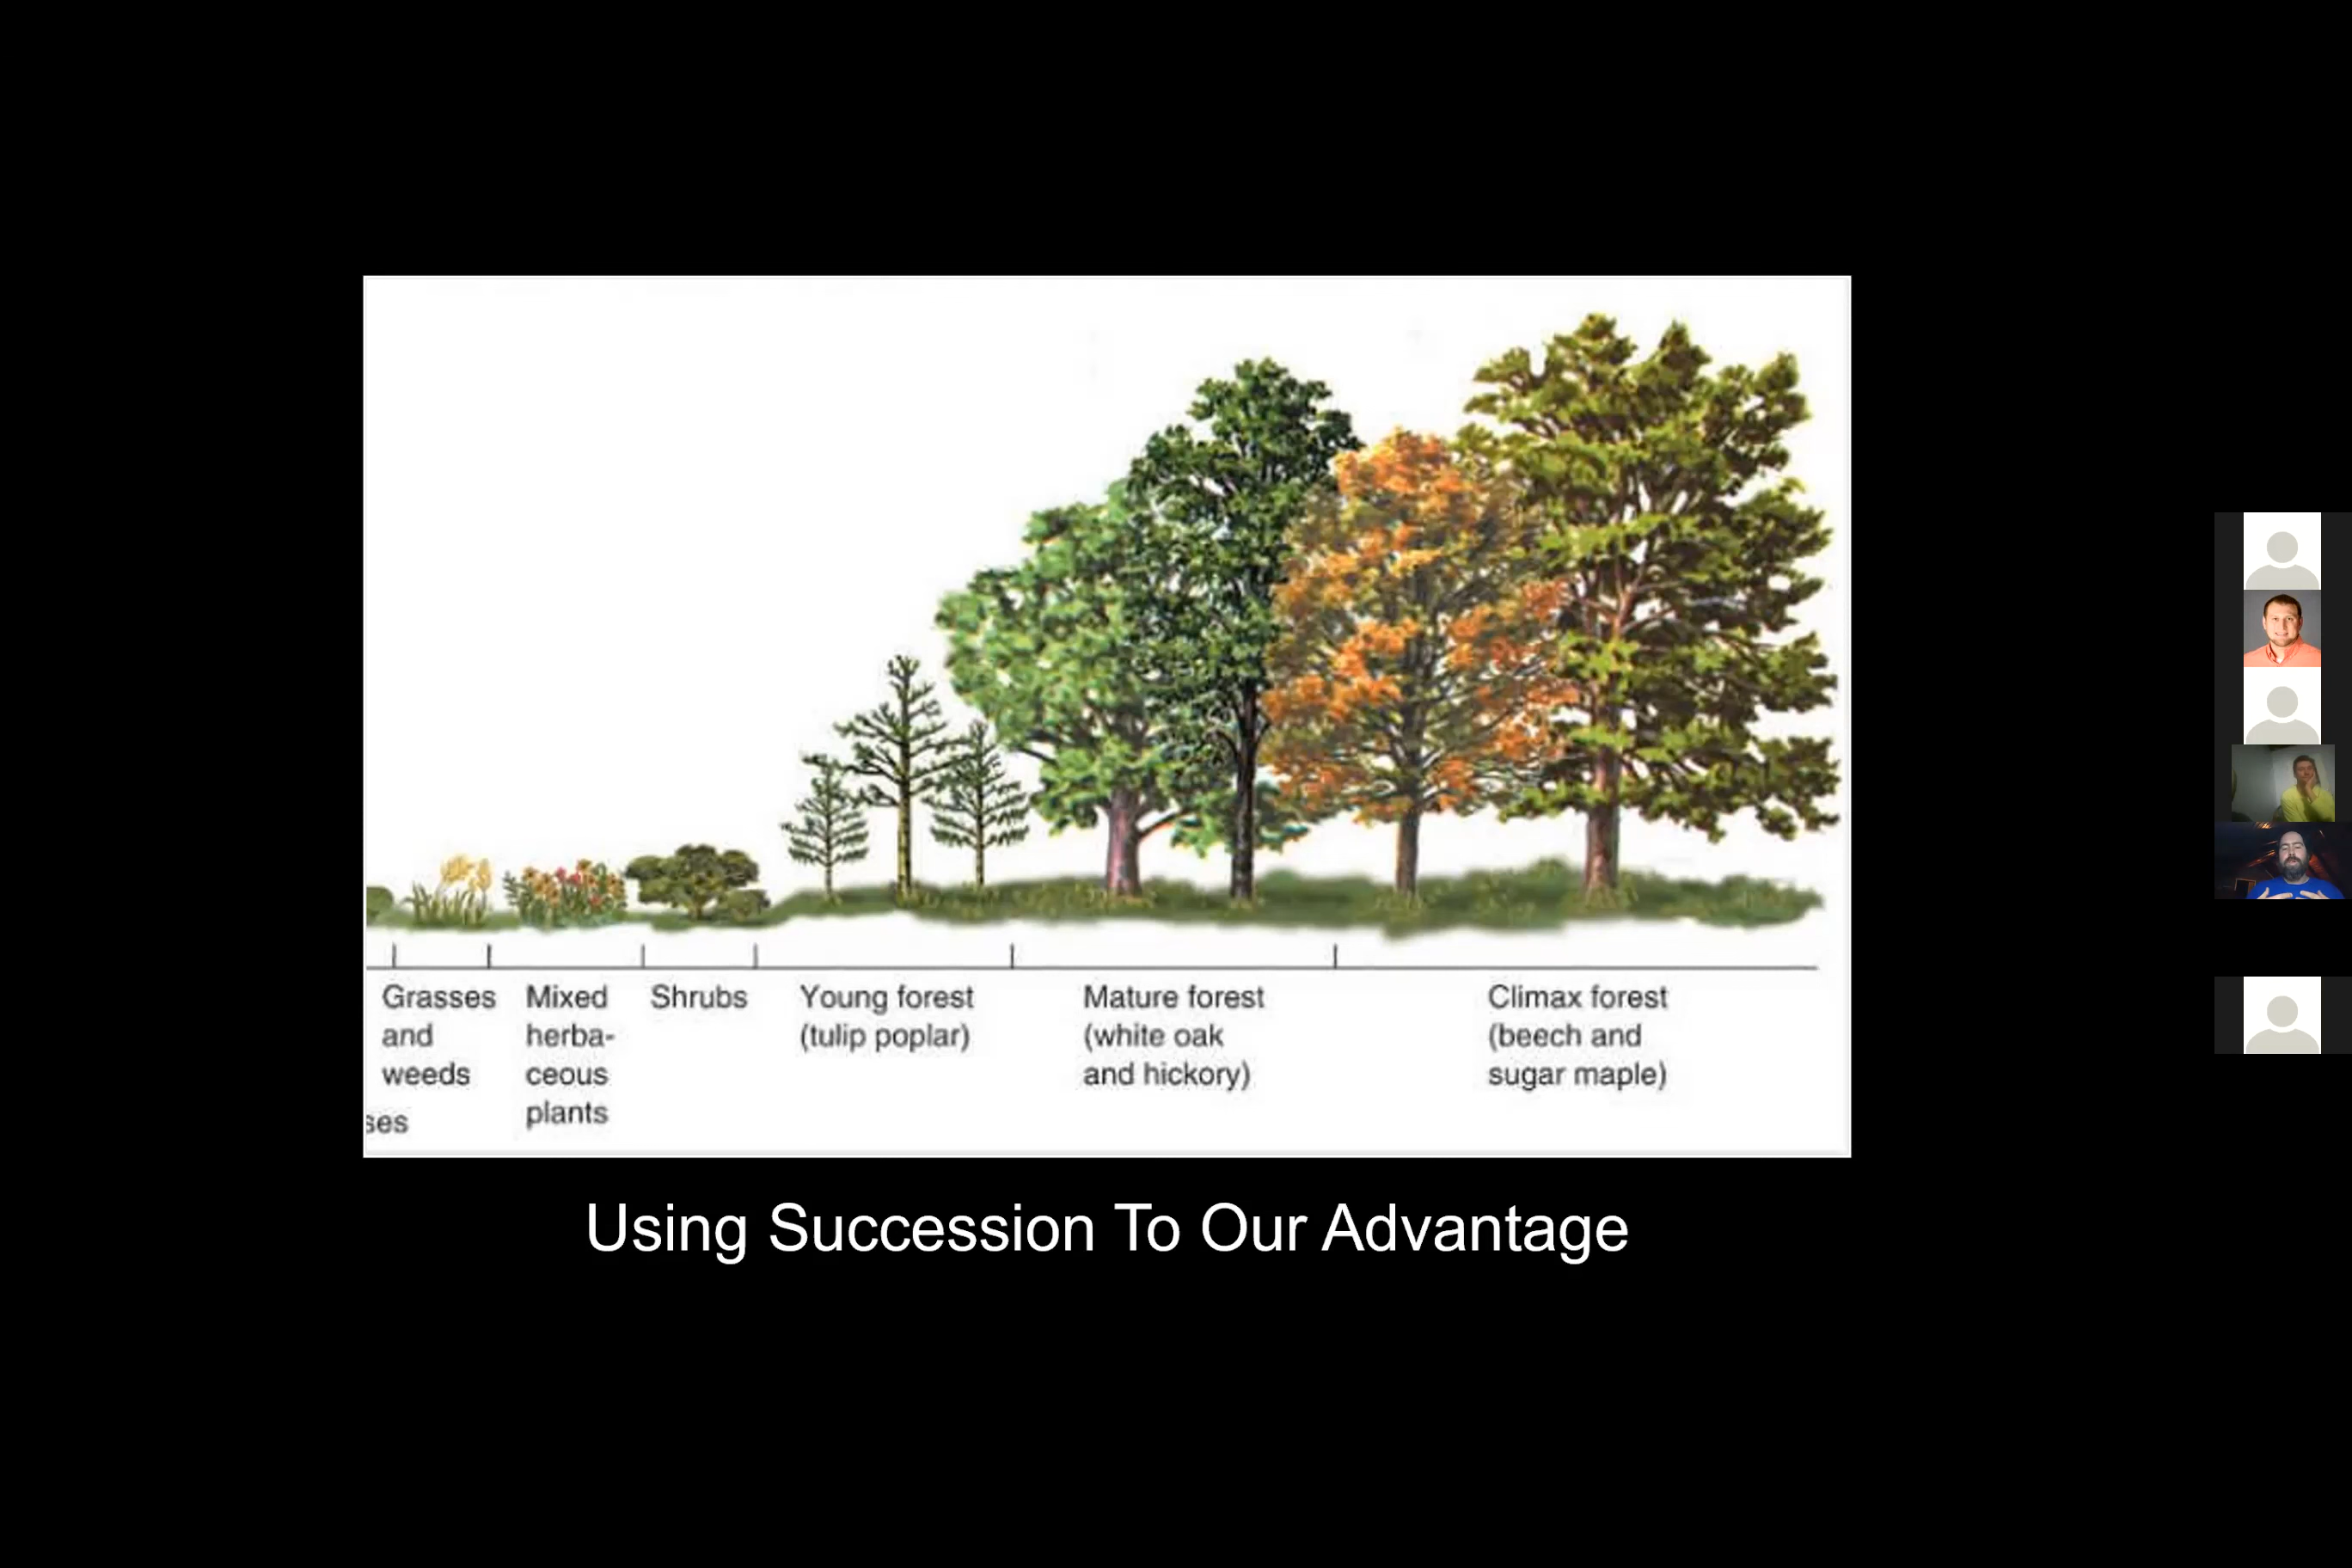 Grasses
and
weeds
ses
Mixed
herba-
ceous
plants
Shrubs
Young forest
(tulip poplar)
Mature forest
(white oak
and hickory)
Climax forest
(beech and
sugar maple)
Using Succession To Our Advantage